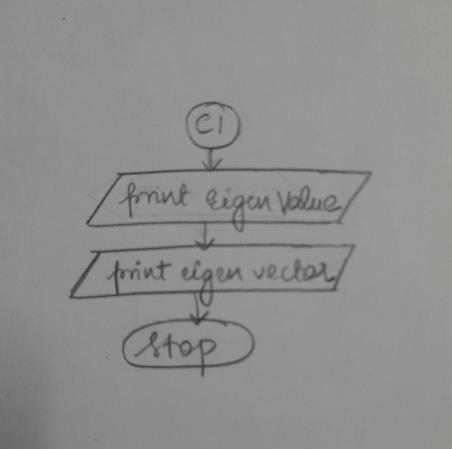 C1
print eigen value
print eigen vector
stop